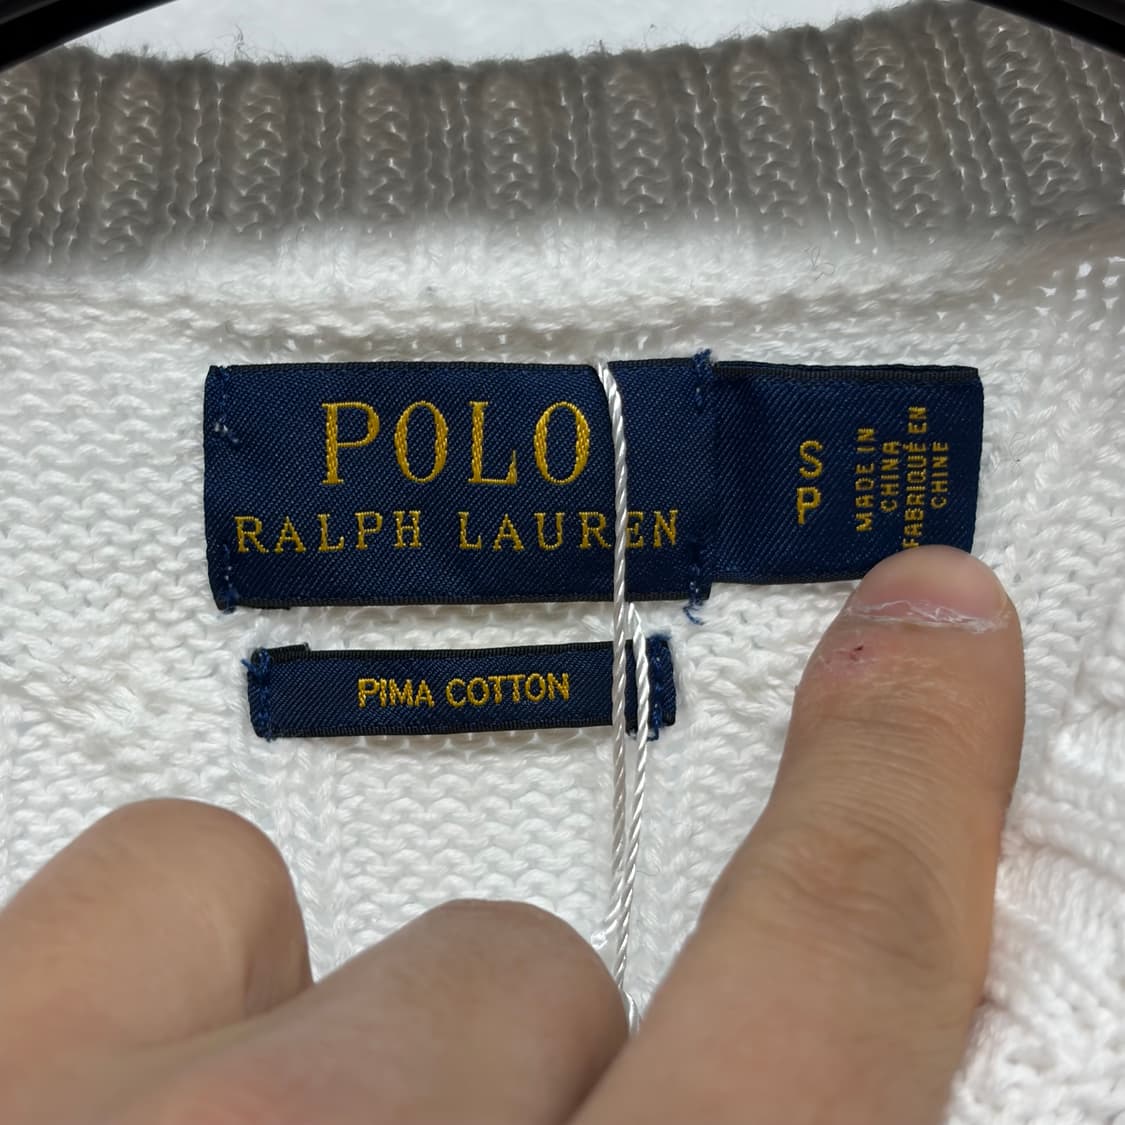 POLO
RALPH LAUREN
PIMA COTTON
S
P
MADE IN
CHINA
FABRIQUÉ EN
CHINE